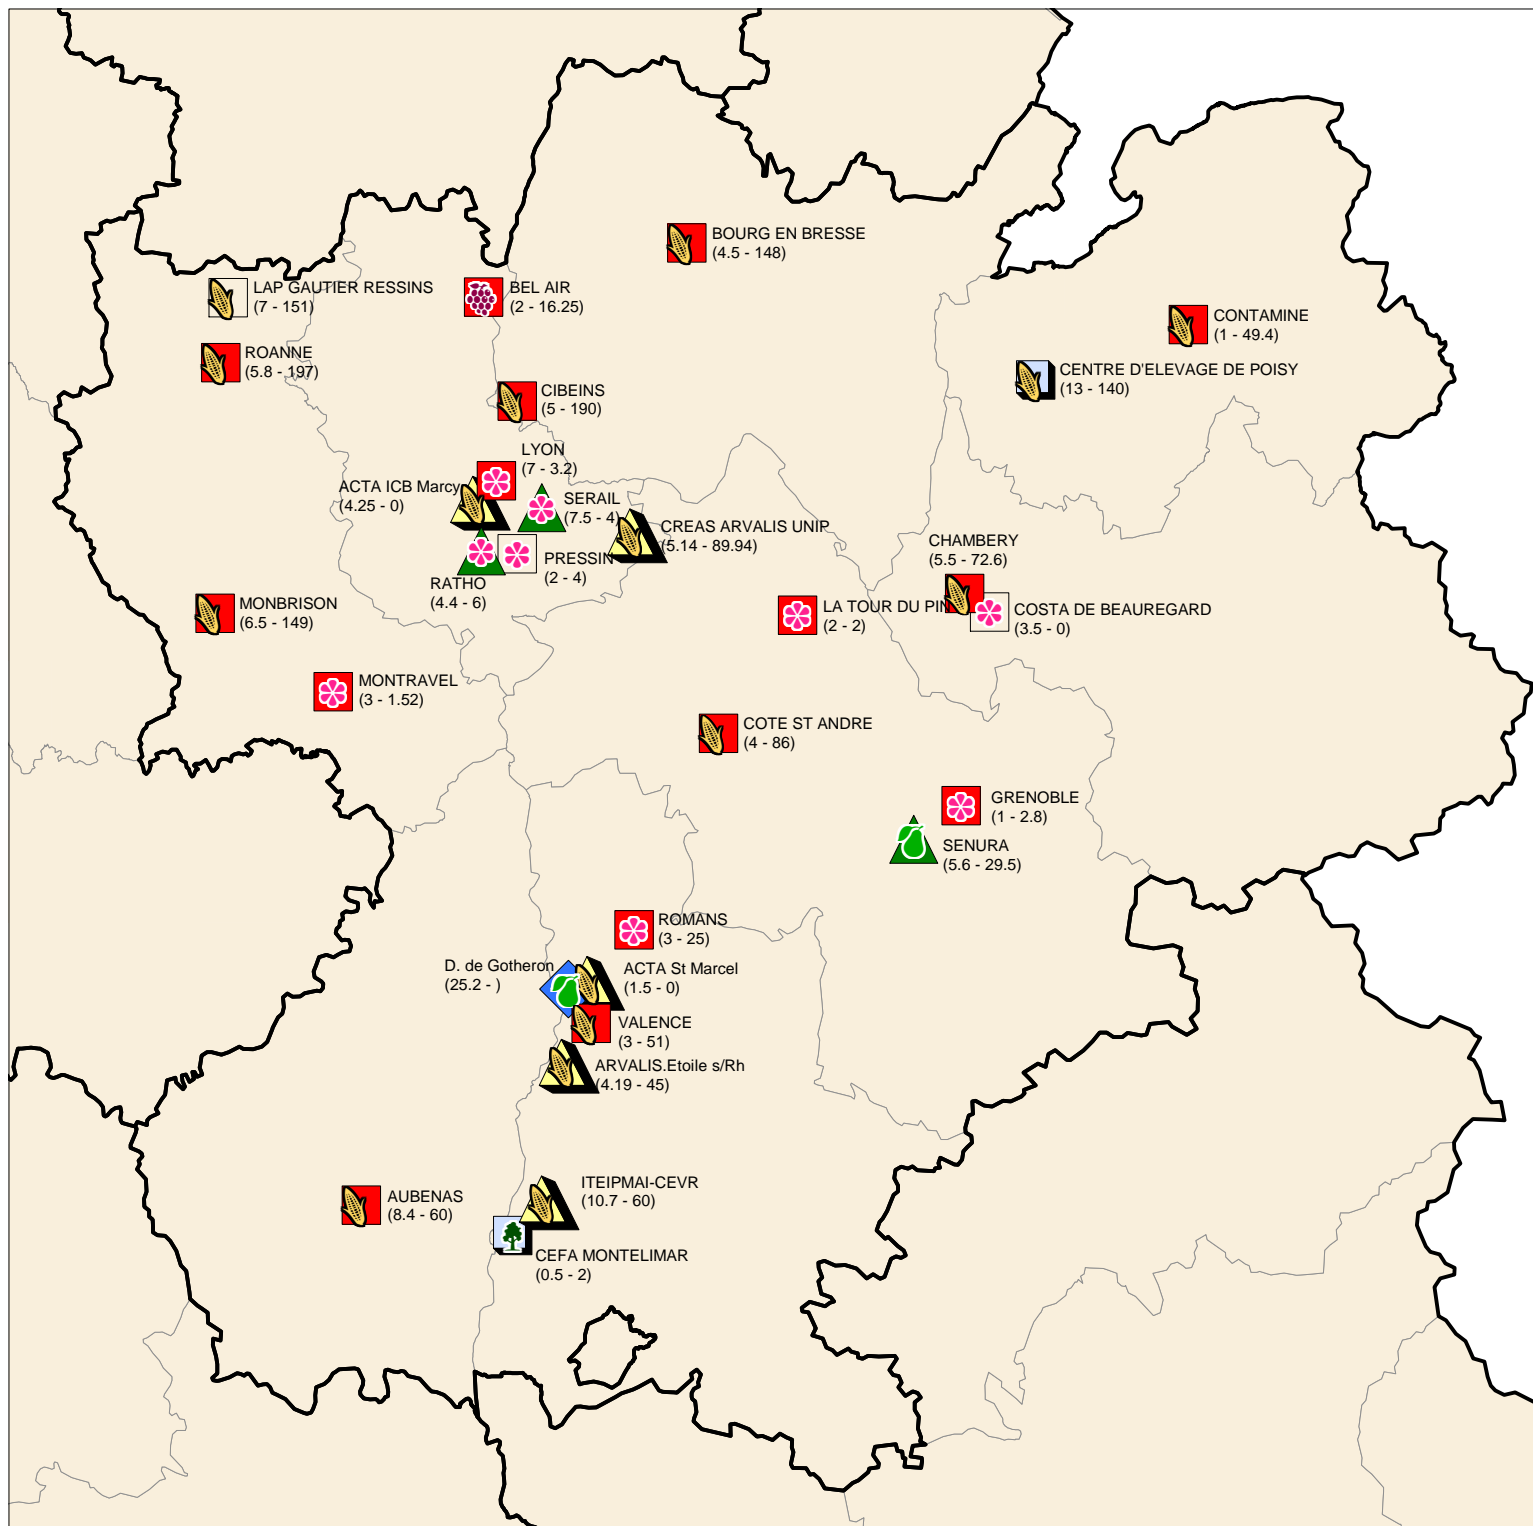 BOURG EN BRESSE
(4.5 - 148)
LAP GAUTIER RESSINS
(7 - 151)
BEL AIR
(2 - 16.25)
CONTAMINE
(1 - 49.4)
ROANNE
(5.8 - 197)
CENTRE D'ELEVAGE DE POISY
(13 - 140)
CIBEINS
(5 - 190)
LYON
(7 - 3.2)
ACTA ICB Marcy
(4.25 - 0)
SERAIL
(7.5 - 4)
CREAS ARVALIS UNIP
(5.14 - 89.94)
PRESSIN
(2 - 4)
RATHO
(4.4 - 6)
CHAMBERY
(5.5 - 72.6)
MONBRISON
(6.5 - 149)
LA TOUR DU PIN
(2 - 2)
COSTA DE BEAUREGARD
(3.5 - 0)
MONTRAVEL
(3 - 1.52)
COTE ST ANDRE
(4 - 86)
GRENOBLE
(1 - 2.8)
SENURA
(5.6 - 29.5)
ROMANS
(3 - 25)
D. de Gotheron
(25.2 - )
ACTA St Marcel
(1.5 - 0)
VALENCE
(3 - 51)
ARVALIS.Etoile s/Rh
(4.19 - 45)
ITEIPMAI-CEVR
(10.7 - 60)
AUBENAS
(8.4 - 60)
CEFA MONTELIMAR
(0.5 - 2)